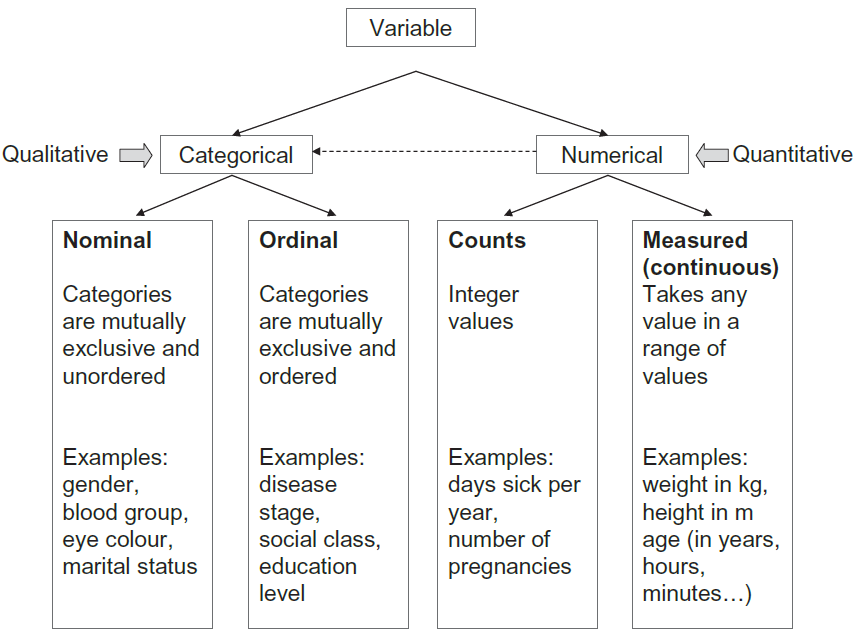 Variable
Qualitative
Categorical
Numerical
Quantitative
Nominal
Categories
are mutually
exclusive and
unordered
Examples:
gender,
blood group,
eye colour,
marital status
Ordinal
Categories
are mutually
exclusive and
ordered
Examples:
disease
stage,
social class,
education
level
Counts
Integer
values
Examples:
days sick per
year,
number of
pregnancies
Measured
(continuous)
Takes any
value in a
range of
values
Examples:
weight in kg,
height in m
age (in years,
hours,
minutes…)